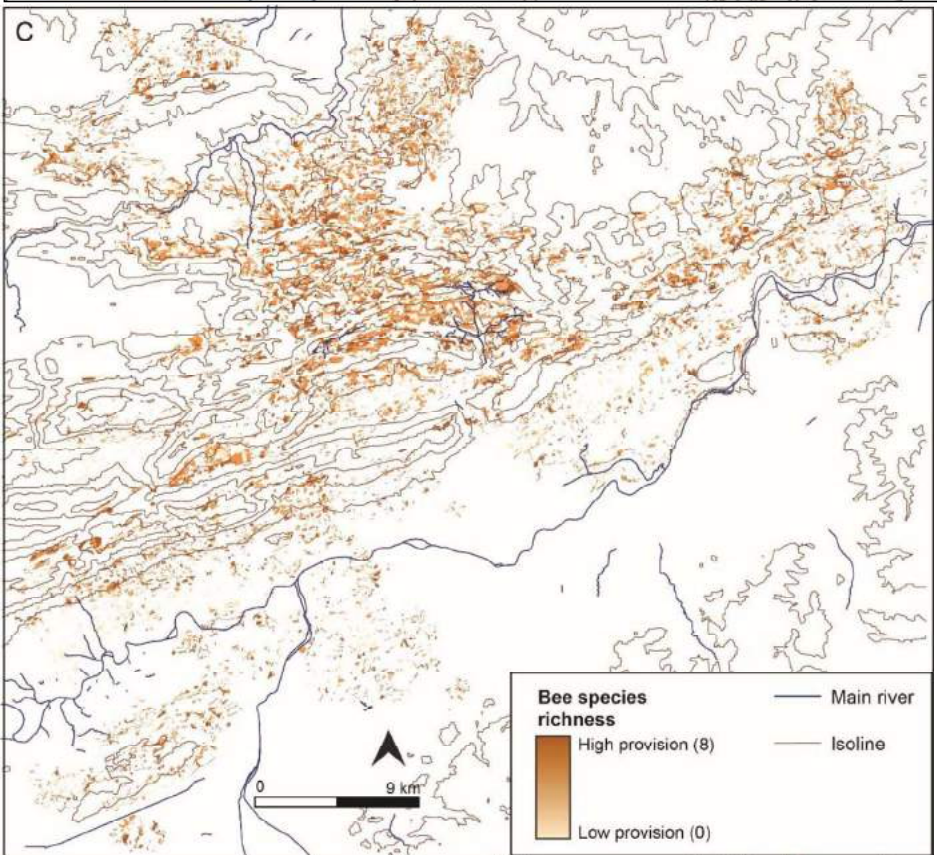 C
0 9 km
Bee species
richness
High provision (8)
Low provision (0)
Main river
Isoline